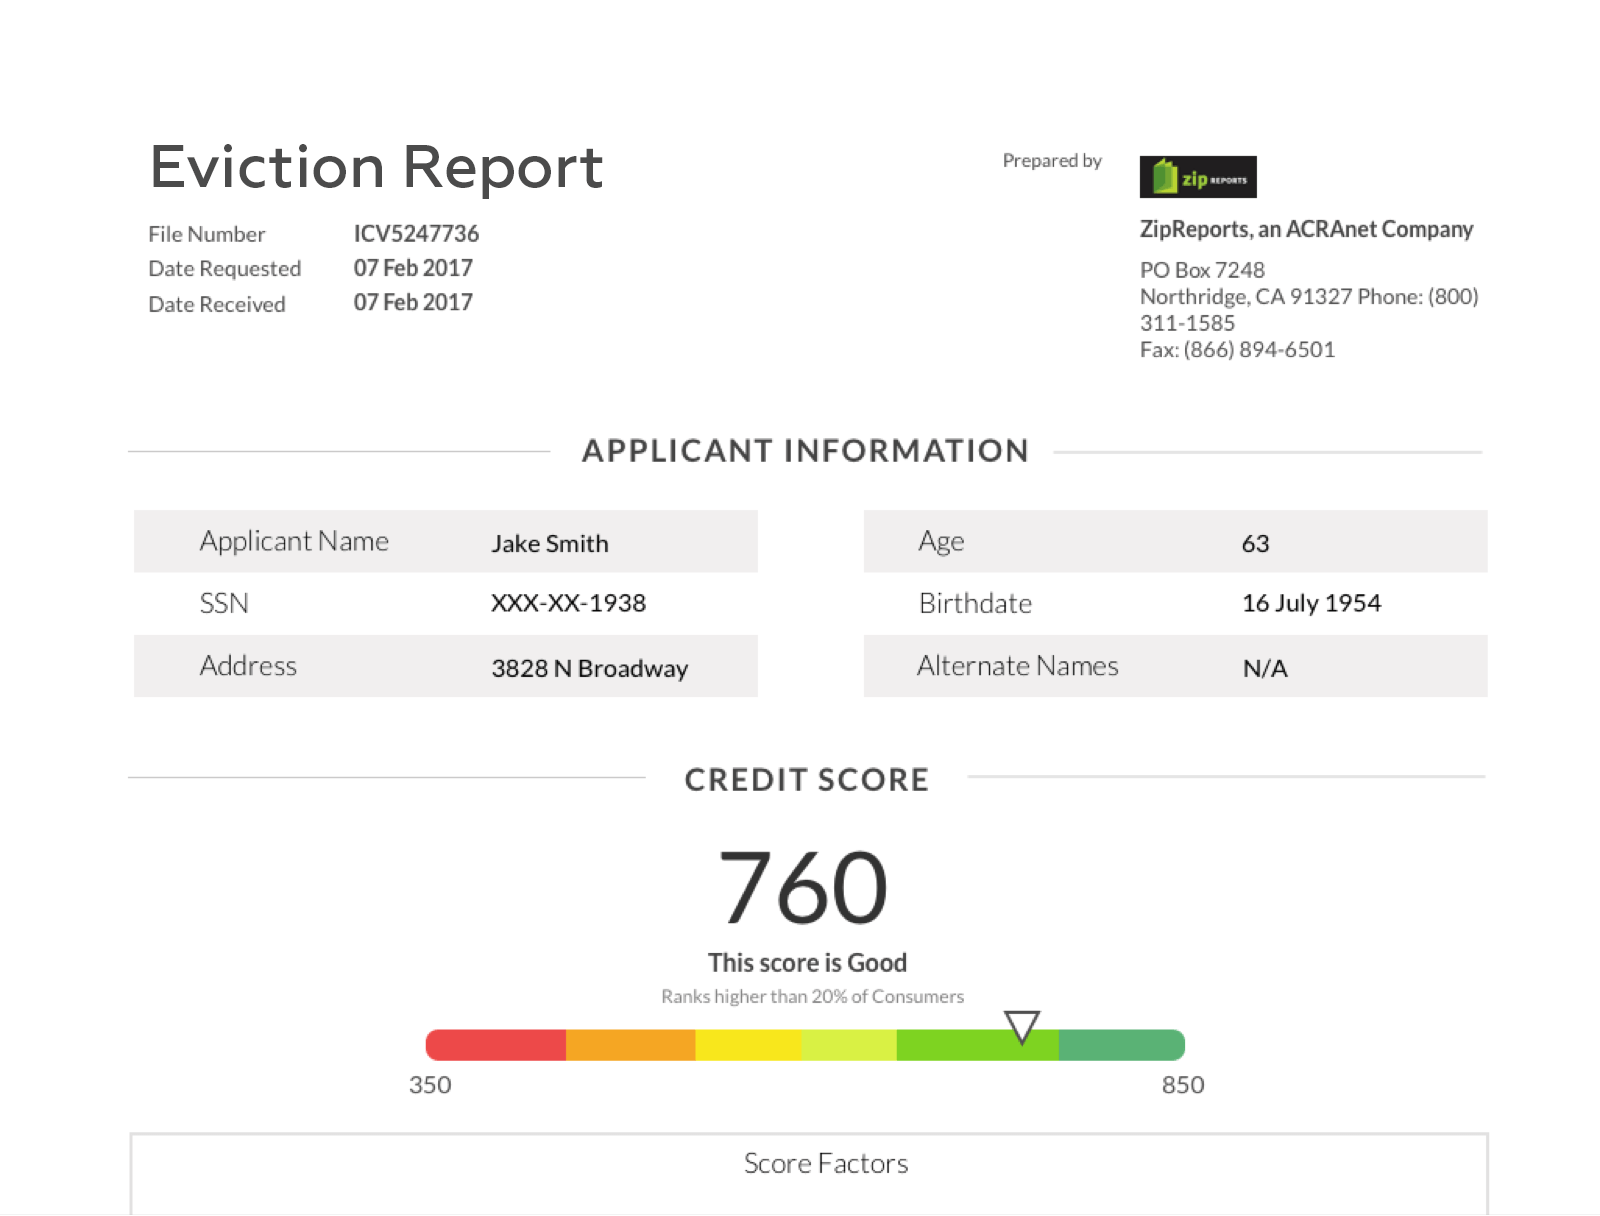 Eviction Report
File Number ICV5247736
Date Requested 07 Feb 2017
Date Received 07 Feb 2017
Prepared by
zip REPORTS
ZipReports, an ACRAnet Company
PO Box 7248
Northridge, CA 91327 Phone: (800)
311-1585
Fax: (866) 894-6501
APPLICANT INFORMATION
Applicant Name Jake Smith
SSN XXX-XX-1938
Address 3828 N Broadway
Age 63
Birthdate 16 July 1954
Alternate Names N/A
CREDIT SCORE
760
This score is Good
Ranks higher than 20% of Consumers
350 850
Score Factors